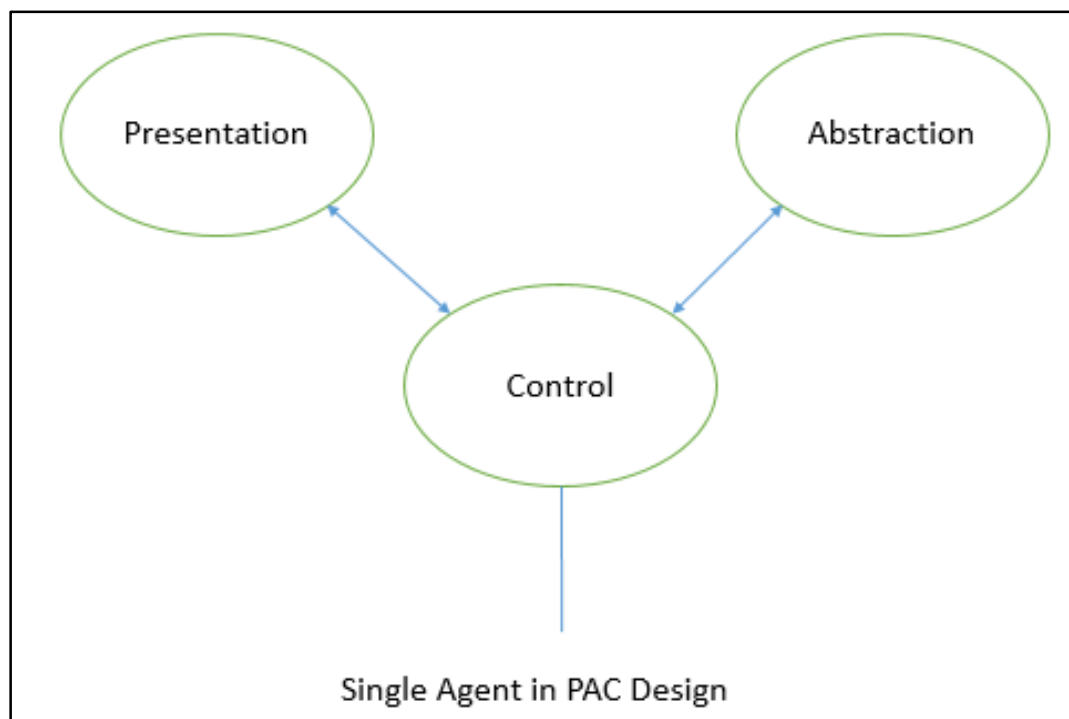 Presentation
Abstraction
Control
Single Agent in PAC Design